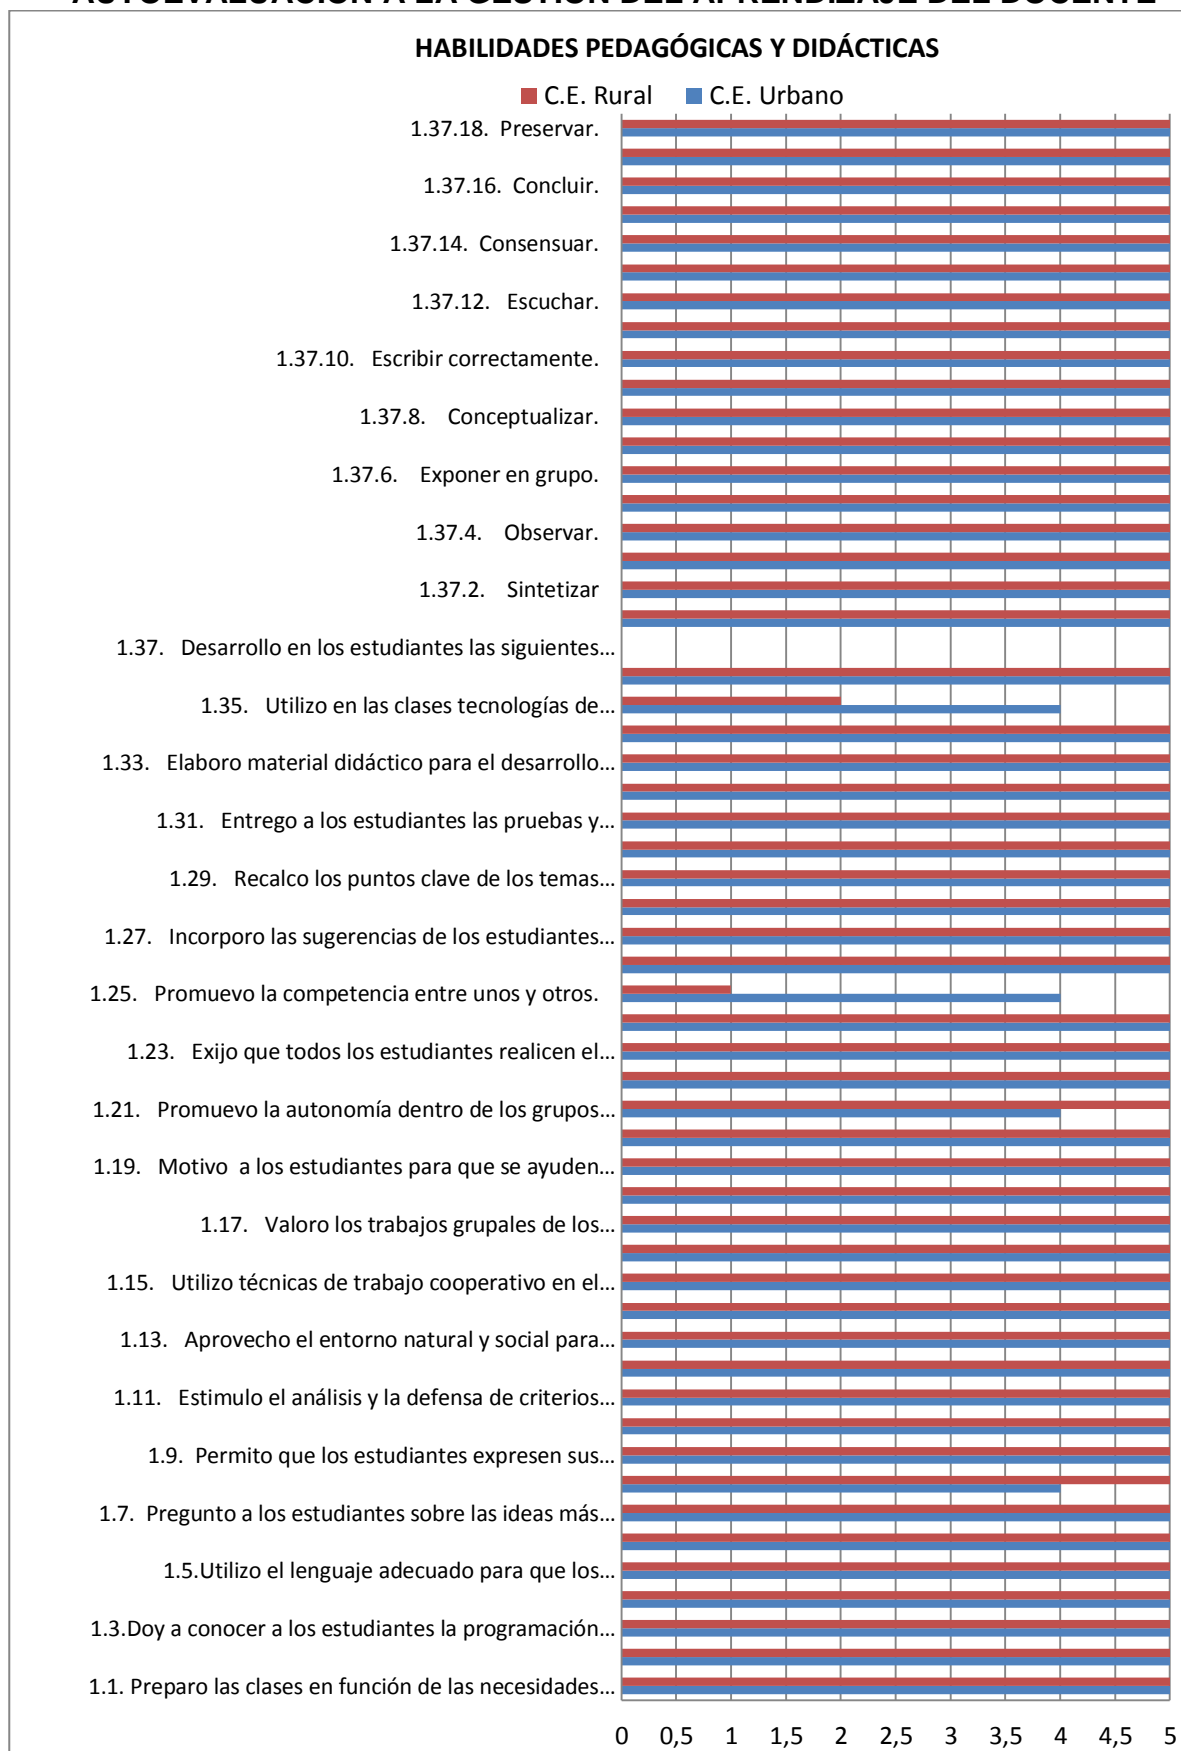 AUTOEVALUACIÓN A LA GESTIÓN DEL APRENDIZAJE DEL DOCENTE
HABILIDADES PEDAGÓGICAS Y DIDÁCTICAS
C.E. Rural C.E. Urbano
1.37.18. Preservar.
1.37.16. Concluir.
1.37.14. Consensuar.
1.37.12. Escuchar.
1.37.10. Escribir correctamente.
1.37.8. Conceptualizar.
1.37.6. Exponer en grupo.
1.37.4. Observar.
1.37.2. Sintetizar
1.37. Desarrollo en los estudiantes las siguientes...
1.35. Utilizo en las clases tecnologías de...
1.33. Elaboro material didáctico para el desarrollo...
1.31. Entrego a los estudiantes las pruebas y...
1.29. Recalco los puntos clave de los temas...
1.27. Incorporo las sugerencias de los estudiantes...
1.25. Promuevo la competencia entre unos y otros.
1.23. Exijo que todos los estudiantes realicen el...
1.21. Promuevo la autonomía dentro de los grupos...
1.19. Motivo a los estudiantes para que se ayuden...
1.17. Valoro los trabajos grupales de los...
1.15. Utilizo técnicas de trabajo cooperativo en el...
1.13. Aprovecho el entorno natural y social para...
1.11. Estimulo el análisis y la defensa de criterios...
1.9. Permito que los estudiantes expresen sus...
1.7. Pregunto a los estudiantes sobre las ideas más...
1.5.Utilizo el lenguaje adecuado para que los...
1.3.Doy a conocer a los estudiantes la programación...
1.1. Preparo las clases en función de las necesidades...
0 0,5 1 1,5 2 2,5 3 3,5 4 4,5 5